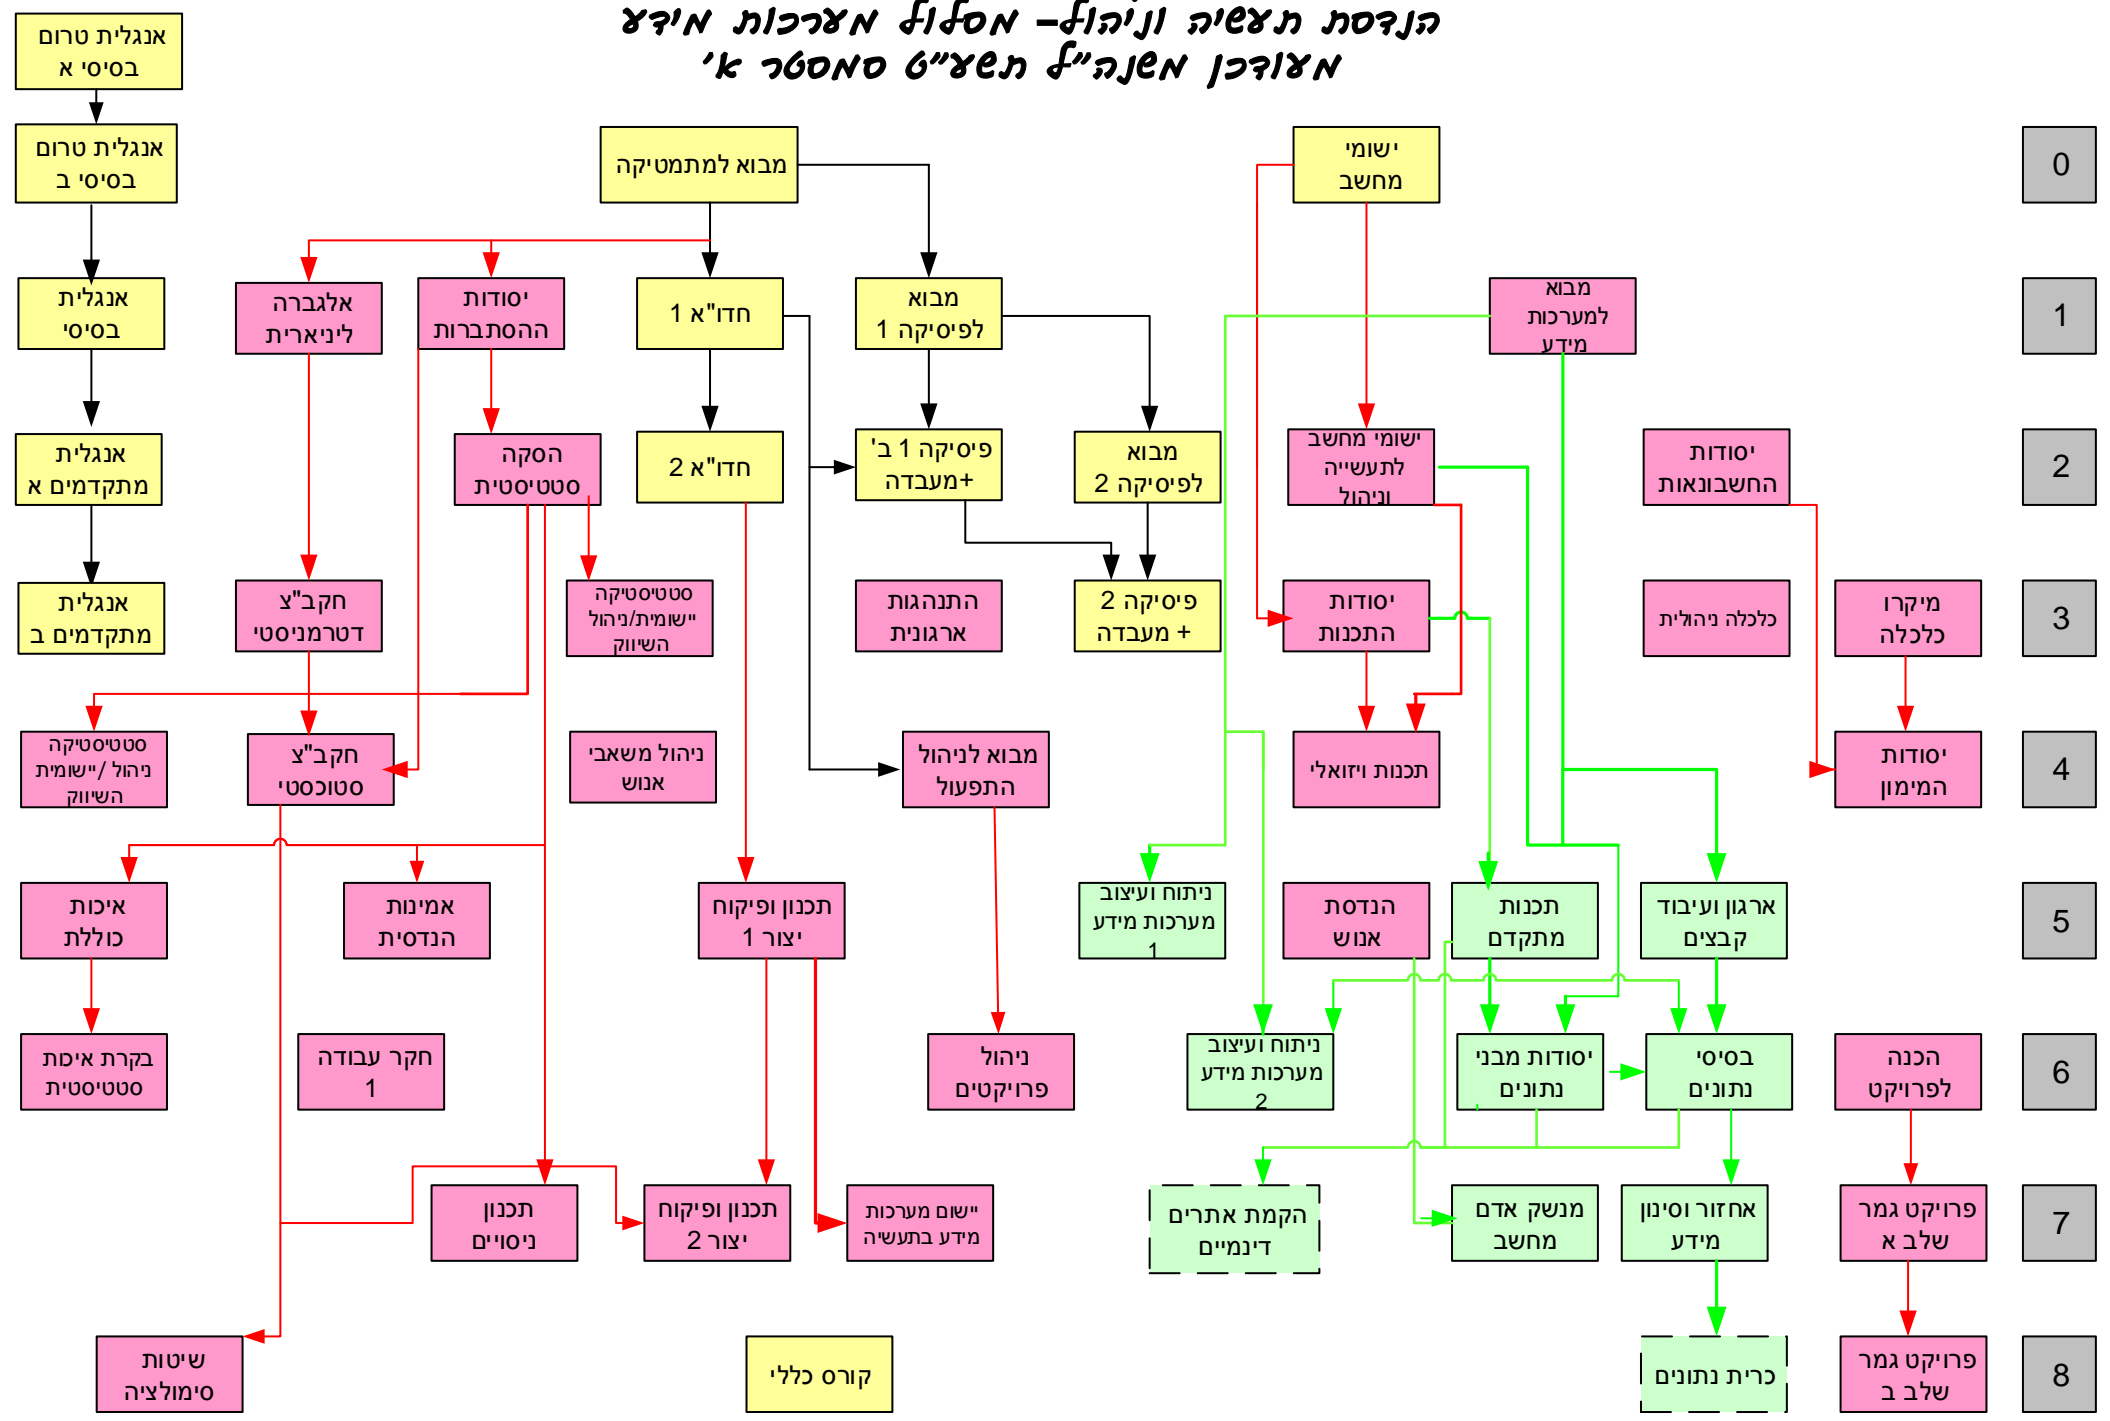 הנדסת תעשיה וניהול– מסלול מערכות מידע
מעודכן משנה״ל תשע״ט סמסטר א׳
אנגלית טרום
בסיסי א
אנגלית טרום
בסיסי ב
מבוא למתמטיקה
ישומי
מחשב
0
אנגלית
בסיסי
אלגברה
ליניארית
יסודות
ההסתברות
חדו"א 1
מבוא
לפיסיקה 1
מבוא
למערכות
מידע
1
אנגלית
מתקדמים א
הסקה
סטטיסטית
חדו"א 2
פיסיקה 1 ב'
+מעבדה
מבוא
לפיסיקה 2
ישומי מחשב
לתעשייה
וניהול
יסודות
החשבונאות
2
אנגלית
מתקדמים ב
חקב"צ
דטרמניסטי
סטטיסטיקה
יישומית/ניהול
השיווק
התנהגות
ארגונית
פיסיקה 2
+ מעבדה
יסודות
התכנות
כלכלה ניהולית
מיקרו
כלכלה
3
סטטיסטיקה
ניהול /יישומית
השיווק
חקב"צ
סטוכסטי
ניהול משאבי
אנוש
מבוא לניהול
התפעול
תכנות ויזואלי
יסודות
המימון
4
איכות
כוללת
אמינות
הנדסית
תכנון ופיקוח
יצור 1
ניתוח ועיצוב
מערכות מידע
1
הנדסת
אנוש
תכנות
מתקדם
ארגון ועיבוד
קבצים
5
בקרת איכות
סטטיסטית
חקר עבודה
1
ניהול
פרויקטים
ניתוח ועיצוב
מערכות מידע
2
יסודות מבני
נתונים
בסיסי
נתונים
הכנה
לפרויקט
6
תכנון
ניסויים
תכנון ופיקוח
יצור 2
יישום מערכות
מידע בתעשיה
הקמת אתרים
דינמיים
מנשק אדם
מחשב
אחזור וסינון
מידע
פרויקט גמר
שלב א
7
שיטות
סימולציה
קורס כללי
כרית נתונים
פרויקט גמר
שלב ב
8